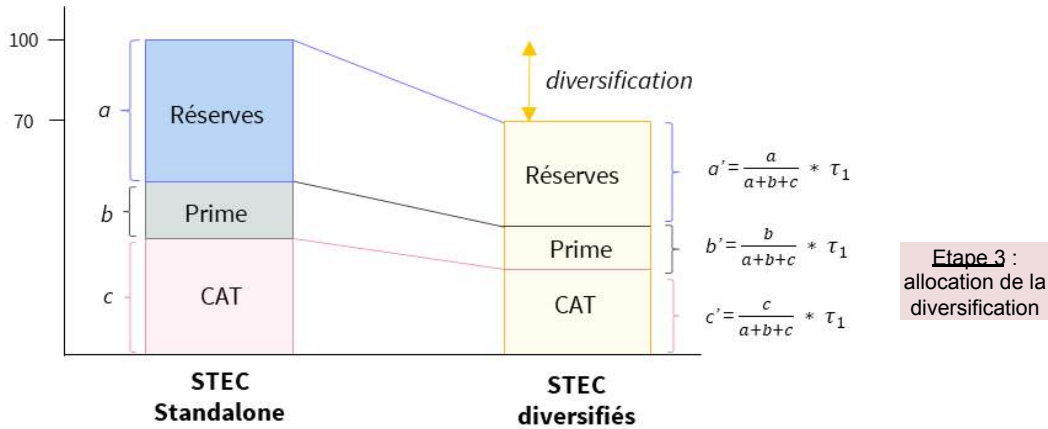 100
70
a
b
c
Réserves
Prime
CAT
STEC
Standalone
diversification
Réserves
Prime
CAT
STEC
diversifiés
a' = a/(a+b+c) * τ₁
b' = b/(a+b+c) * τ₁
c' = c/(a+b+c) * τ₁
Etape 3 :
allocation de la
diversification